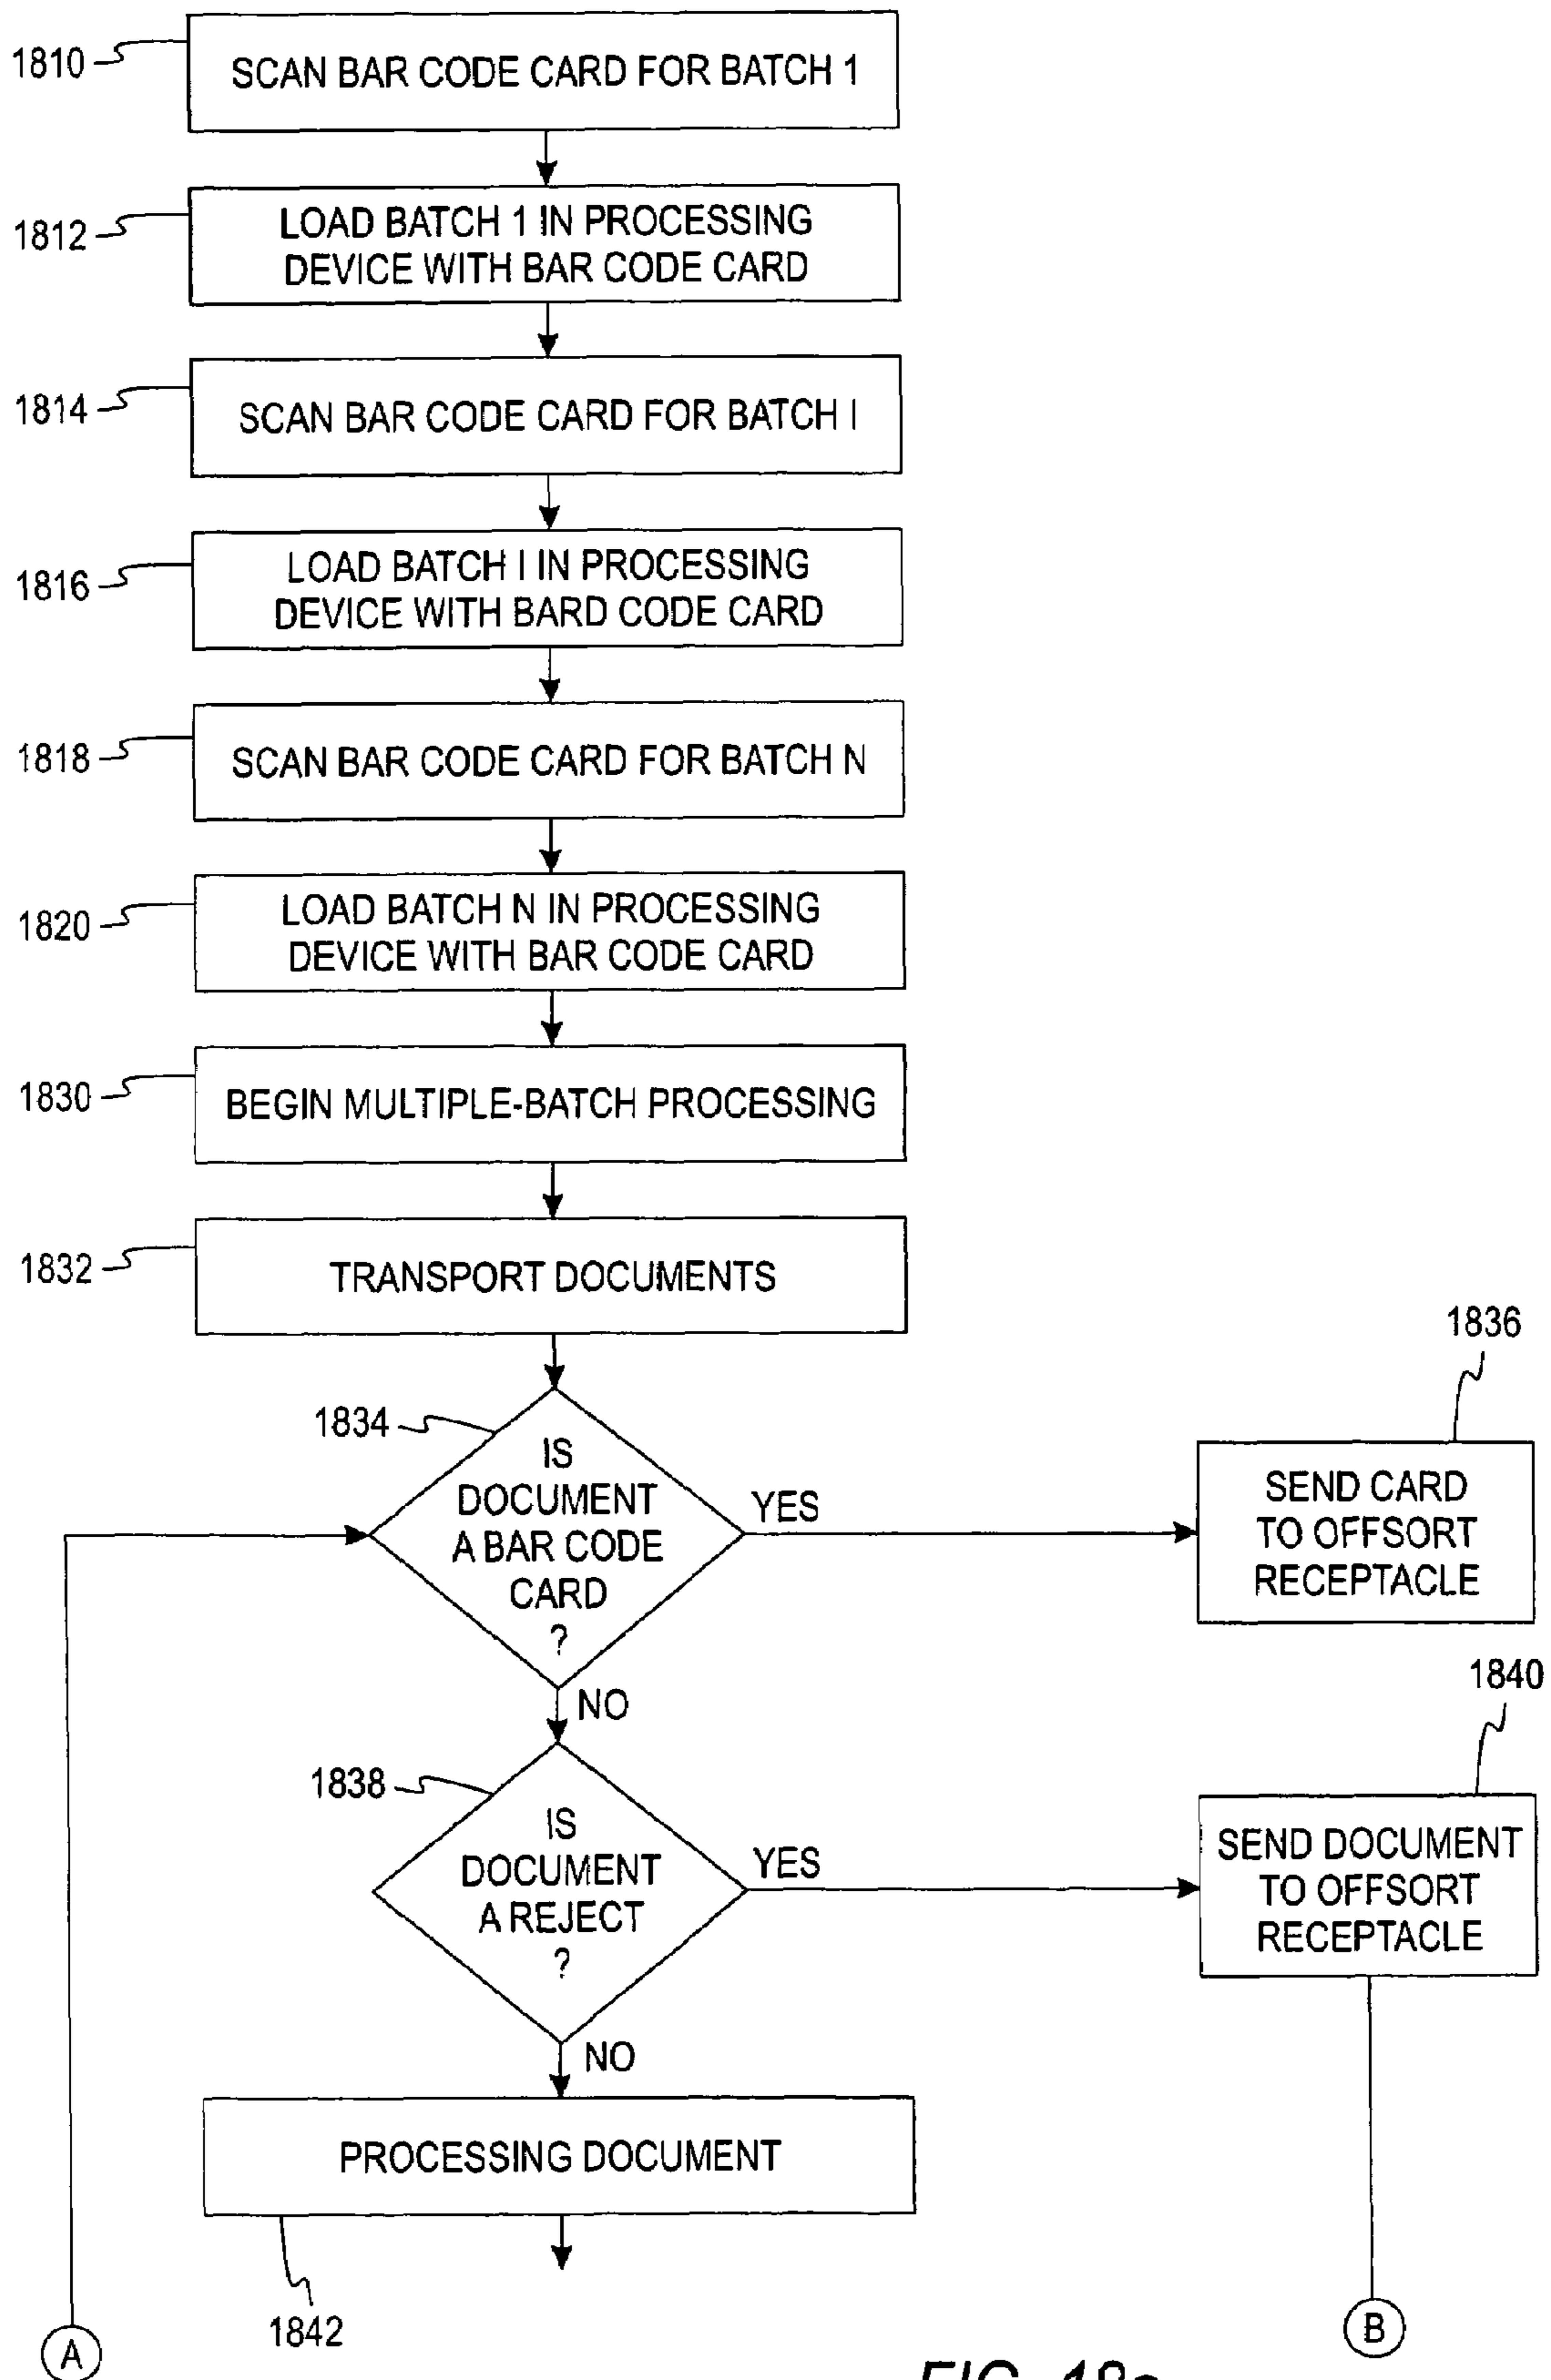 1810
SCAN BAR CODE CARD FOR BATCH 1
1812
LOAD BATCH 1 IN PROCESSING
DEVICE WITH BAR CODE CARD
1814
SCAN BAR CODE CARD FOR BATCH I
1816
LOAD BATCH I IN PROCESSING
DEVICE WITH BARD CODE CARD
1818
SCAN BAR CODE CARD FOR BATCH N
1820
LOAD BATCH N IN PROCESSING
DEVICE WITH BAR CODE CARD
1830
BEGIN MULTIPLE-BATCH PROCESSING
1832
TRANSPORT DOCUMENTS
1834
IS
DOCUMENT
A BAR CODE
CARD
?
YES
1836
SEND CARD
TO OFFSORT
RECEPTACLE
NO
1838
IS
DOCUMENT
A REJECT
?
YES
1840
SEND DOCUMENT
TO OFFSORT
RECEPTACLE
NO
PROCESSING DOCUMENT
1842
A
B
FIG. 18a